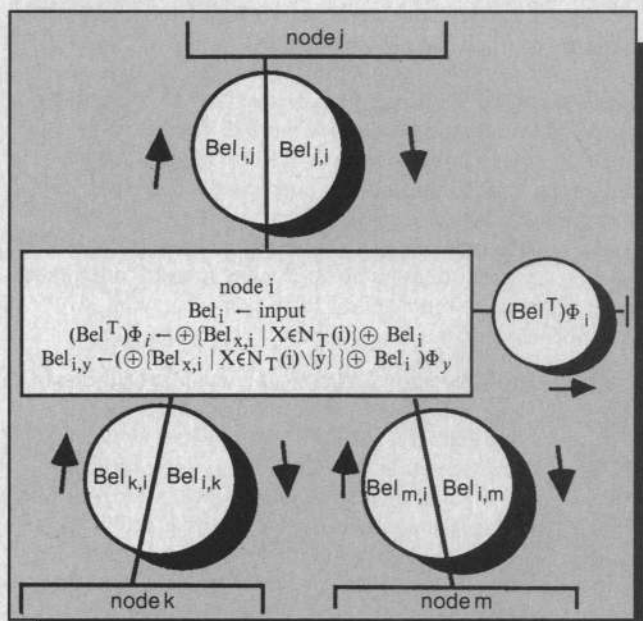 node j
Bel i,j Bel j,i
node i
Bel i ← input
(Bel T)Φ i ← ⊕{Bel x,i | X∈N T (i)}⊕ Bel i
Bel i,y ← (⊕{Bel x,i | X∈N T (i)\{y} }⊕ Bel i )Φ y
(Bel T)Φ i
Bel k,i Bel i,k
Bel m,i Bel i,m
node k
node m